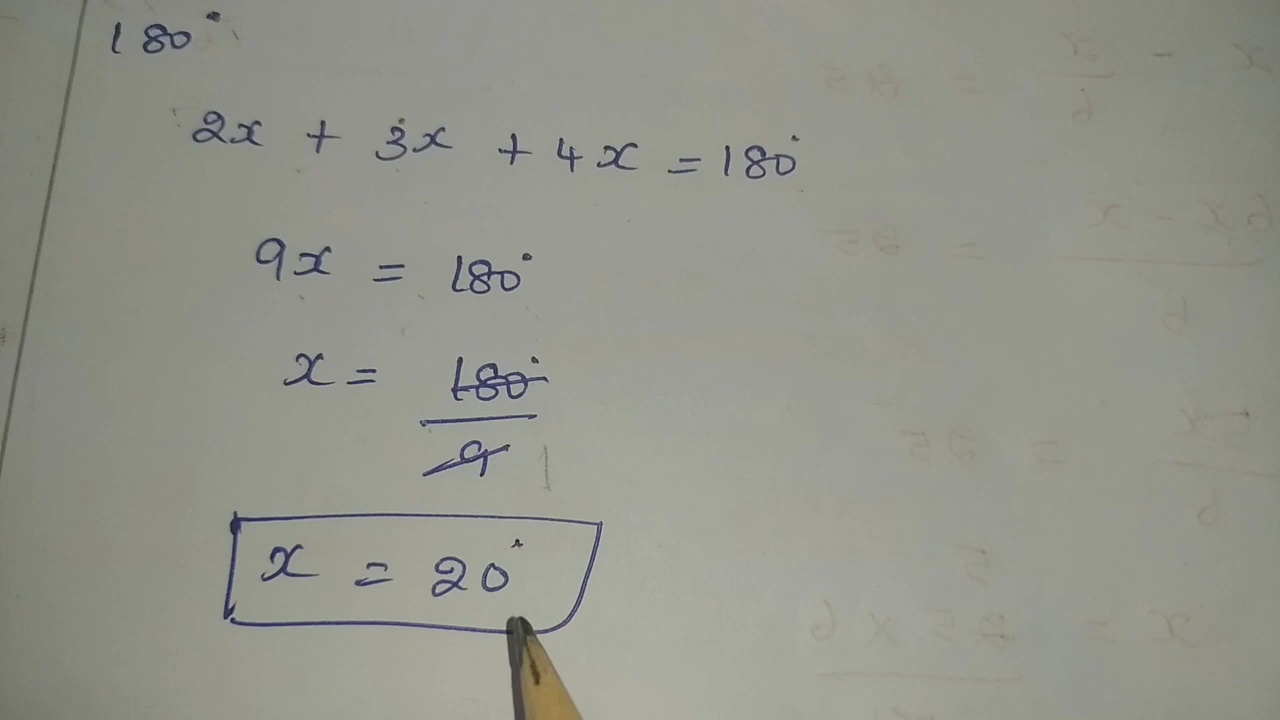 180°
2x + 3x + 4x = 180°
9x = 180°
x = 180°
9
x = 20°